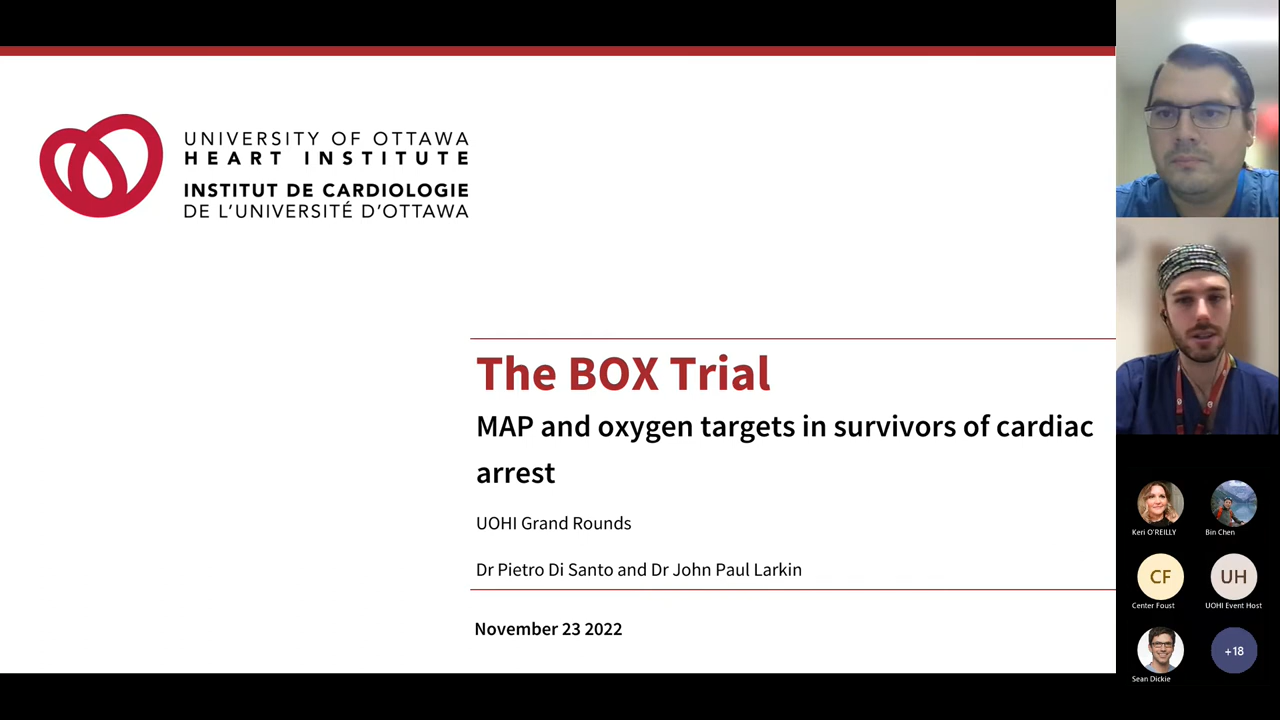 UNIVERSITY OF OTTAWA
HEART INSTITUTE
INSTITUT DE CARDIOLOGIE
DE L'UNIVERSITÉ D'OTTAWA
The BOX Trial
MAP and oxygen targets in survivors of cardiac
arrest
UOHI Grand Rounds
Dr Pietro Di Santo and Dr John Paul Larkin
November 23 2022
Keri O'REILLY
Bin Chen
CF
UH
Center Foust
UOHI Event Host
+18
Sean Dickie